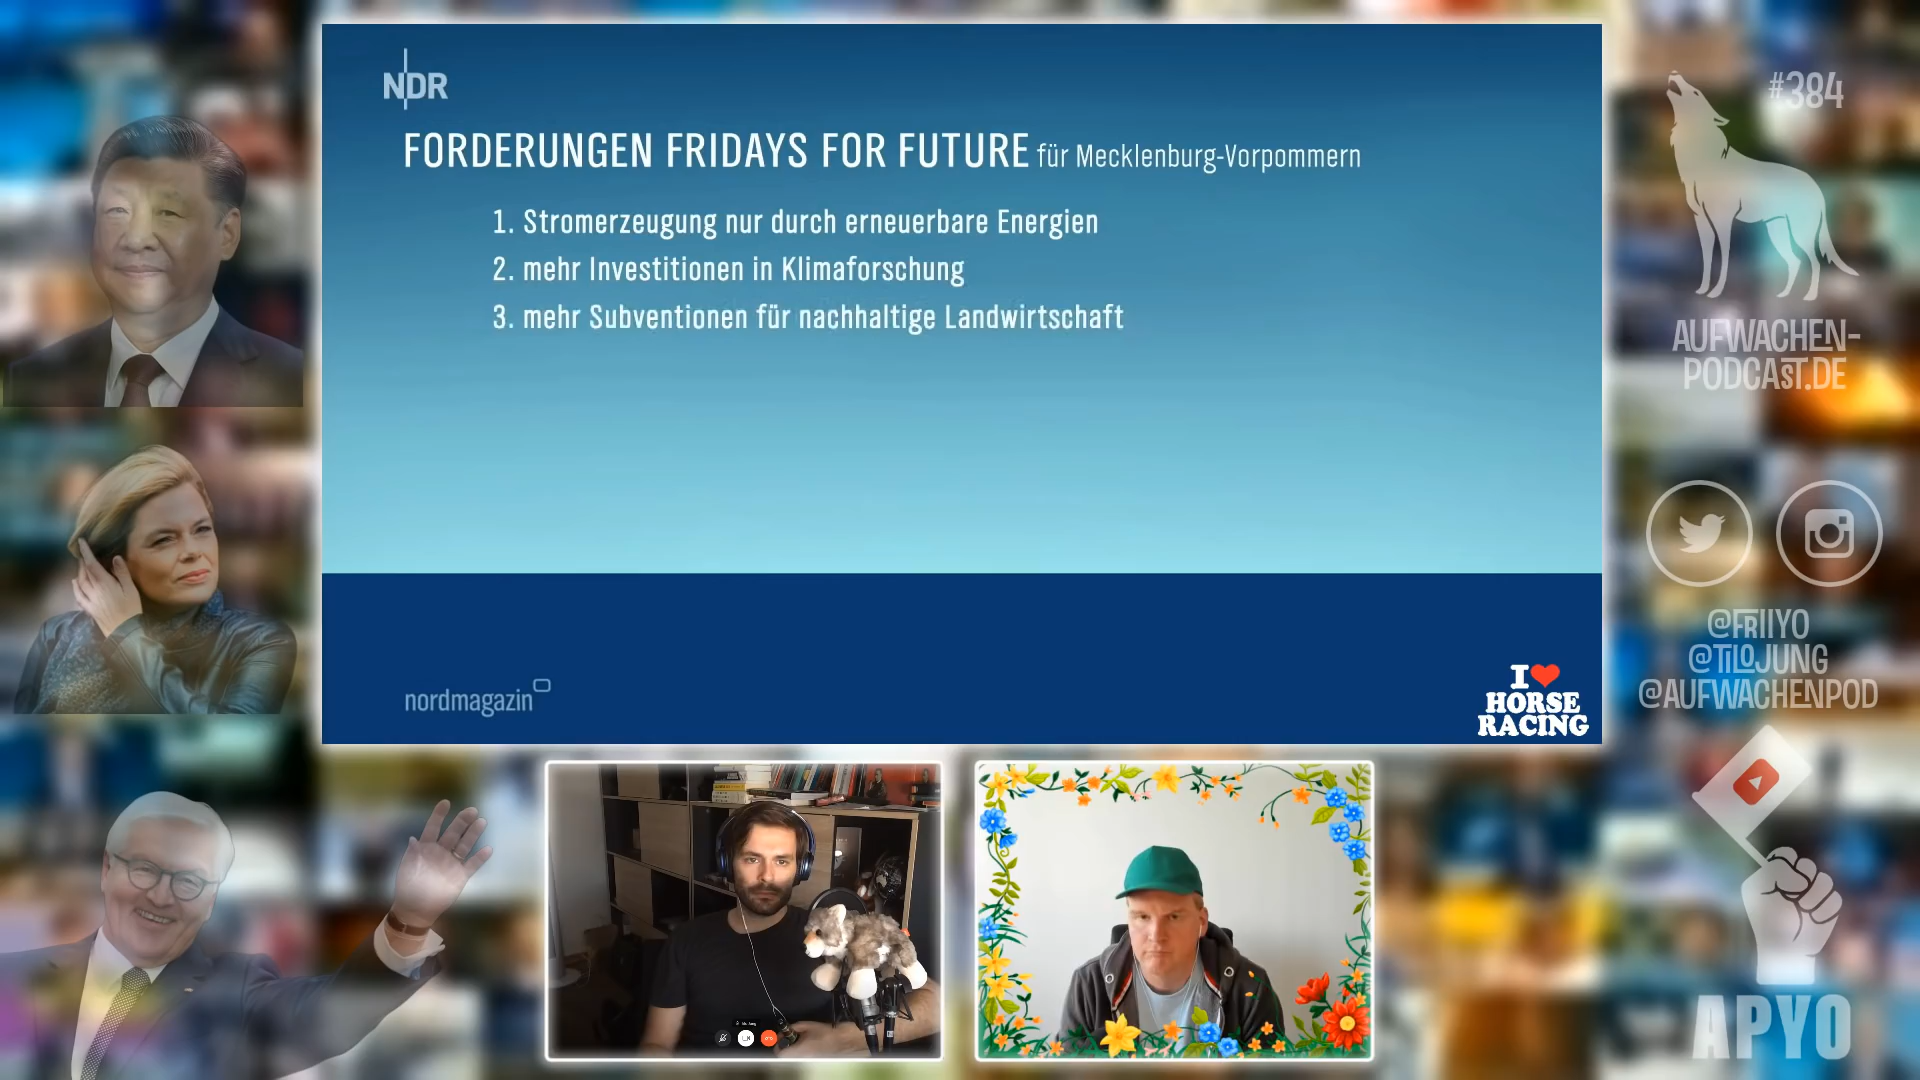 NDR
FORDERUNGEN FRIDAYS FOR FUTURE für Mecklenburg-Vorpommern
1. Stromerzeugung nur durch erneuerbare Energien
2. mehr Investitionen in Klimaforschung
3. mehr Subventionen für nachhaltige Landwirtschaft
nordmagazin
I
HORSE
RACING
#384
AUFWACHEN-
PODCAST.DE
@FRIIYO
@TILOJUNG
@AUFWACHENPOD
APYO